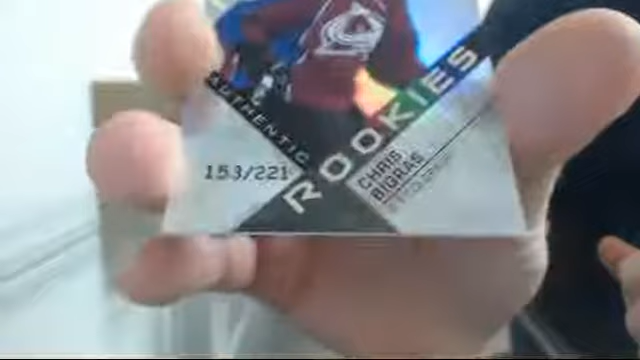 AUTHENTIC
ROOKIES
153/221
CHRIS
BIGRAS